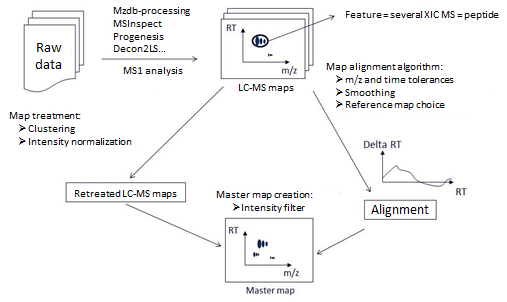 Raw
data
Mzdb-processing
MSInspect
Progenesis
Decon2LS...
MS1 analysis
RT
m/z
LC-MS maps
Feature = several XIC MS = peptide
Map alignment algorithm:
➢ m/z and time tolerances
➢ Smoothing
➢ Reference map choice
Map treatment:
➢ Clustering
➢ Intensity normalization
Delta RT
RT
Retreated LC-MS maps
Master map creation:
➢ Intensity filter
Alignment
RT
m/z
Master map